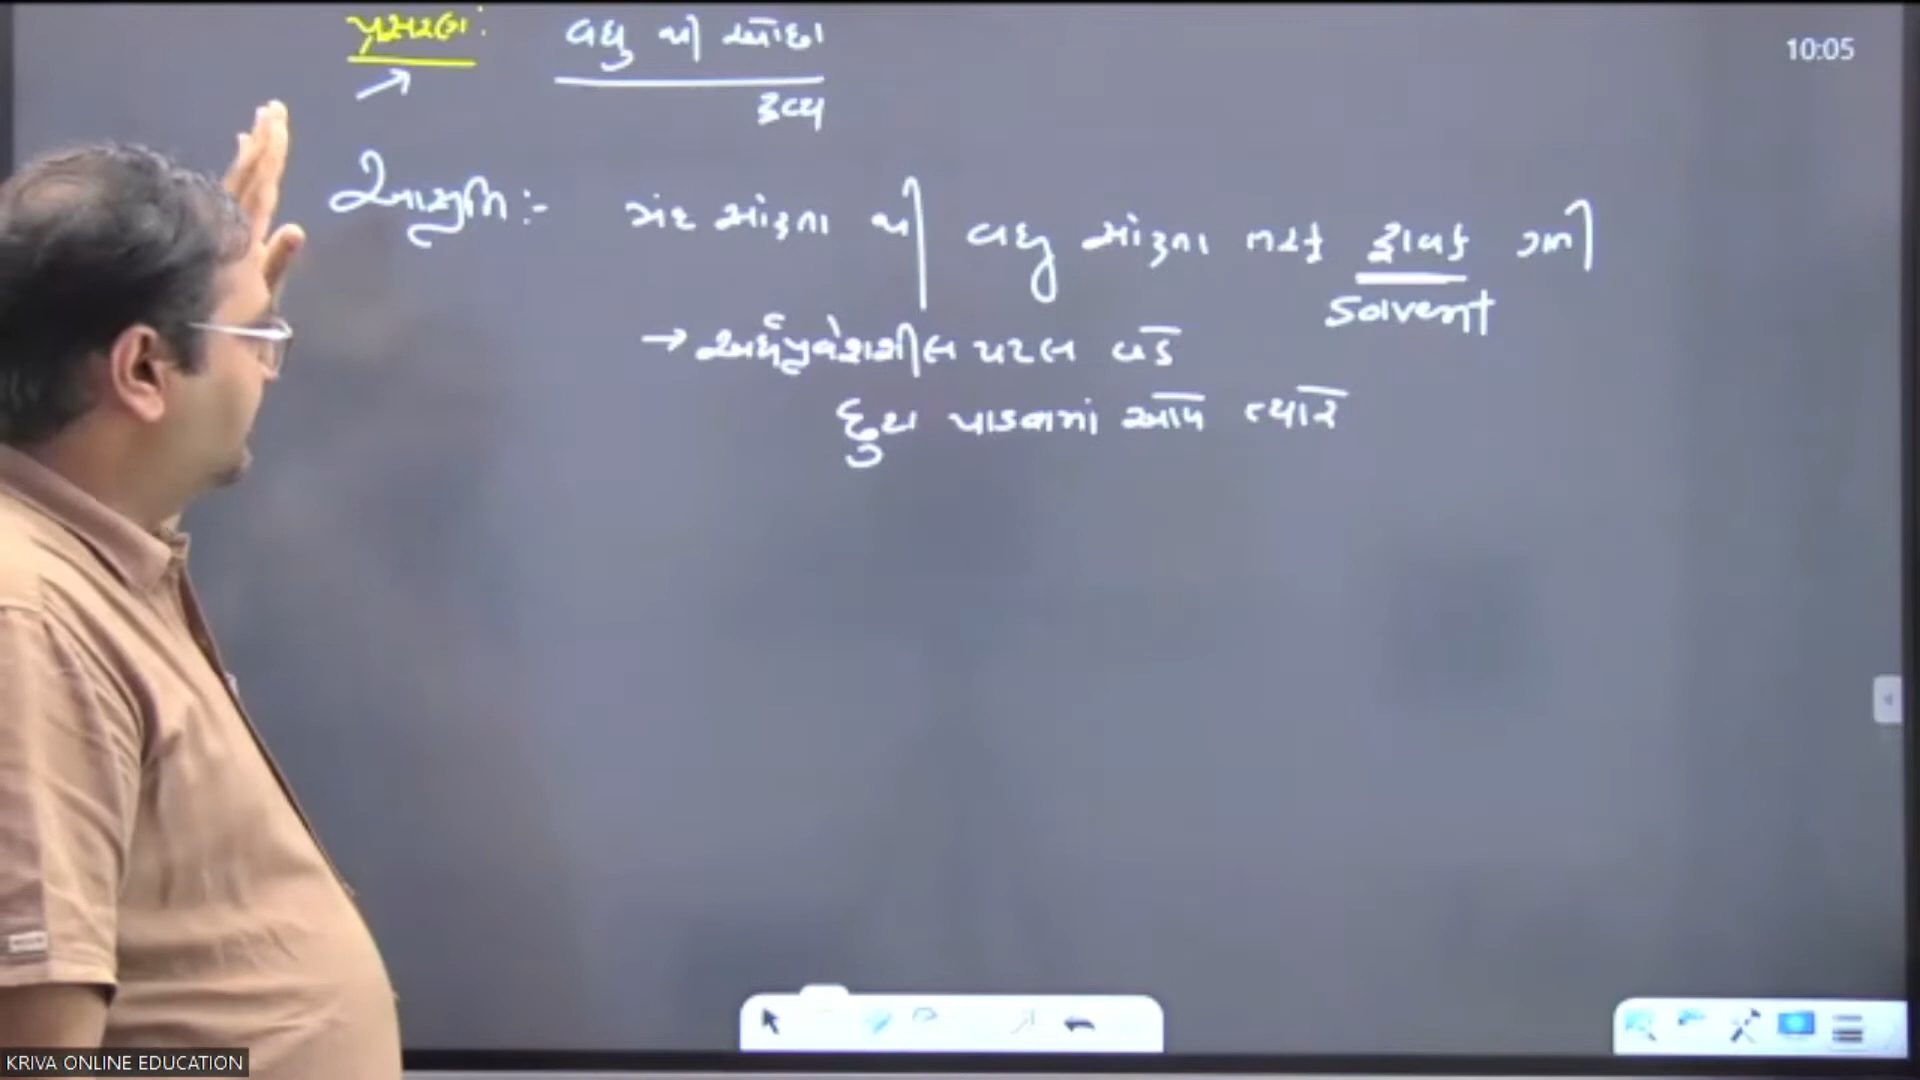 પ્રસરણ:
10:05
વધુ થી ઓછા
દ્રવ્ય
આસૃતિ :- મંદ સાંદ્રતા થી વધુ સાંદ્રતા તરફ દ્રાવક ગતી
Solvent
→ અર્ધપ્રવેશશીલ પટલ વડે
છુટા પાડવામાં આવે ત્યારે
KRIVA ONLINE EDUCATION